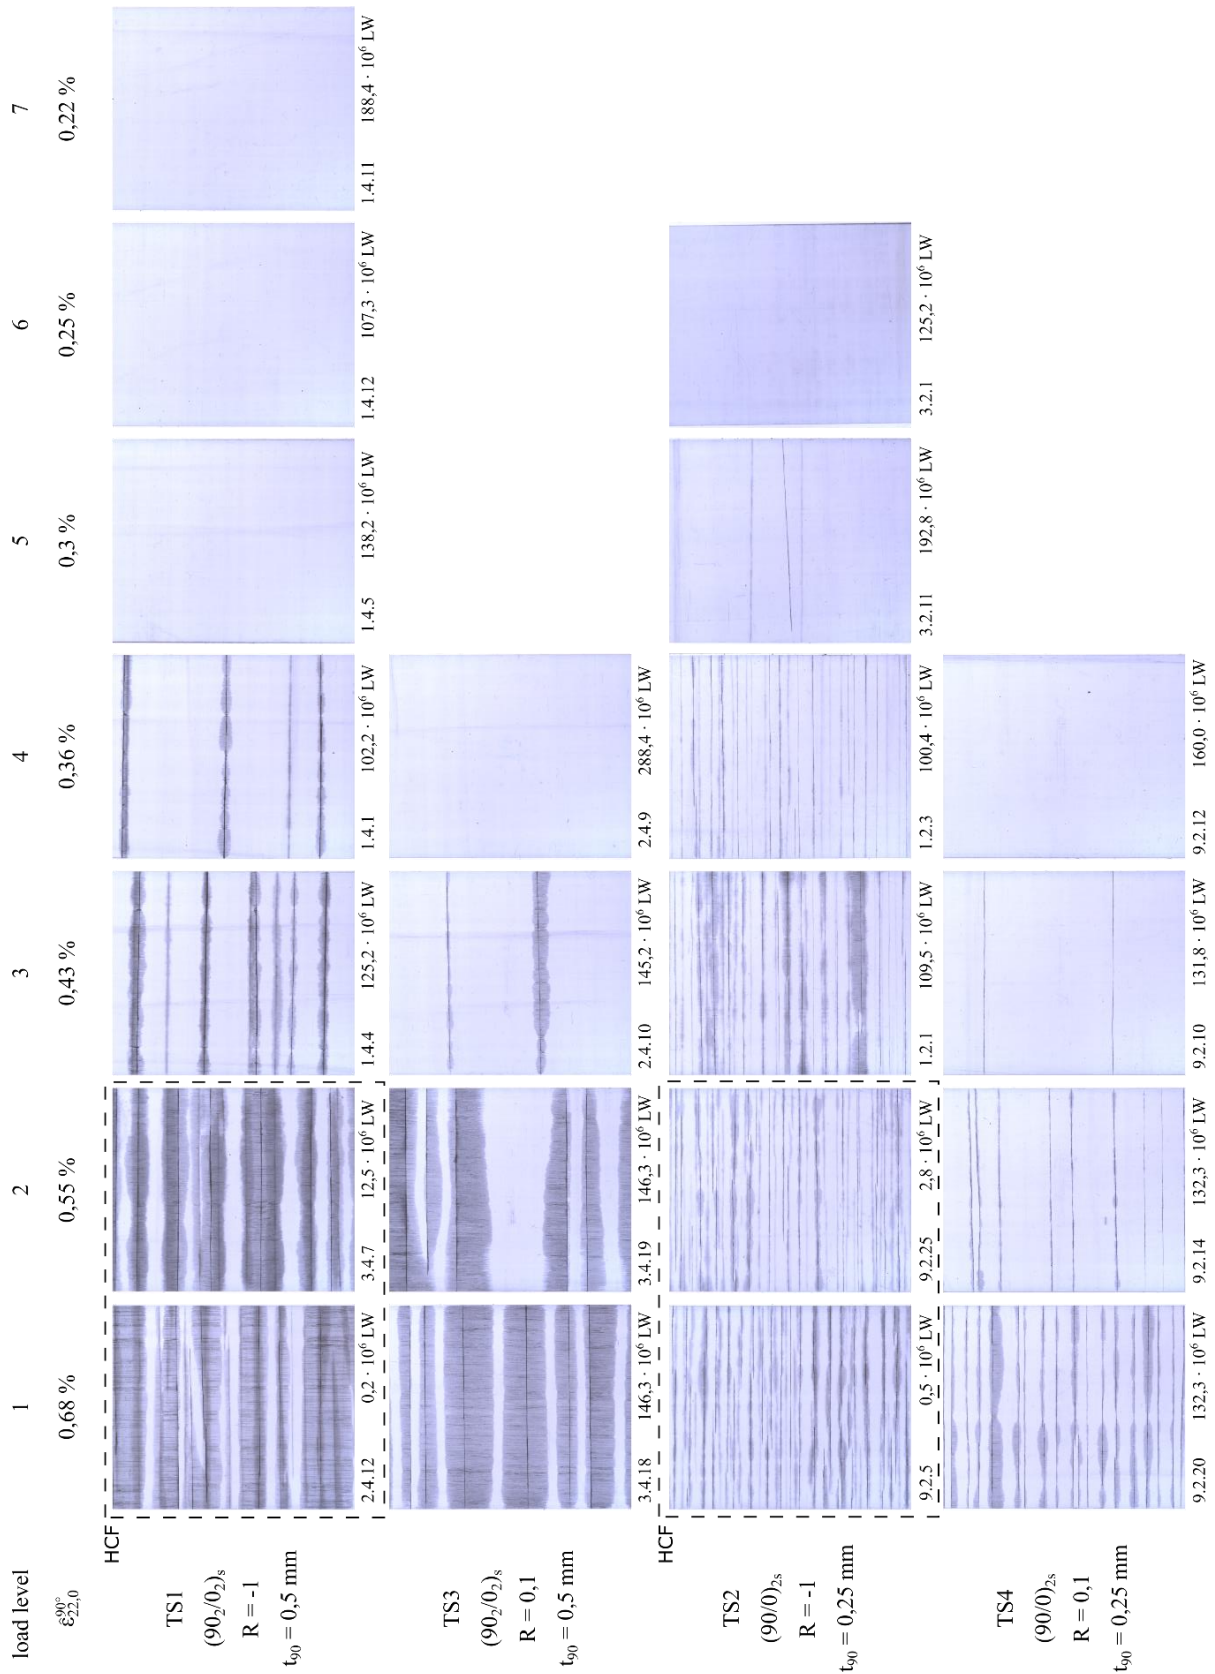 load level 1 2 3 4 5 6 7
ε̂⁹⁰°₂₂,₀ 0,68 % 0,55 % 0,43 % 0,36 % 0,3 % 0,25 % 0,22 %
HCF
TS1
(90₂/0₂)ₛ
R = -1
t₉₀ = 0,5 mm
2.4.12 0,2 · 10⁶ LW
3.4.7 12,5 · 10⁶ LW
1.4.4 125,2 · 10⁶ LW
1.4.1 102,2 · 10⁶ LW
1.4.5 138,2 · 10⁶ LW
1.4.12 107,3 · 10⁶ LW
1.4.11 188,4 · 10⁶ LW
TS3
(90₂/0₂)ₛ
R = 0,1
t₉₀ = 0,5 mm
3.4.18 146,3 · 10⁶ LW
3.4.19 146,3 · 10⁶ LW
2.4.10 145,2 · 10⁶ LW
2.4.9 288,4 · 10⁶ LW
HCF
TS2
(90/0)₂ₛ
R = -1
t₉₀ = 0,25 mm
9.2.5 0,5 · 10⁶ LW
9.2.25 2,8 · 10⁶ LW
1.2.1 109,5 · 10⁶ LW
1.2.3 100,4 · 10⁶ LW
3.2.11 192,8 · 10⁶ LW
3.2.1 125,2 · 10⁶ LW
TS4
(90/0)₂ₛ
R = 0,1
t₉₀ = 0,25 mm
9.2.20 132,3 · 10⁶ LW
9.2.14 132,3 · 10⁶ LW
9.2.10 131,8 · 10⁶ LW
9.2.12 160,0 · 10⁶ LW